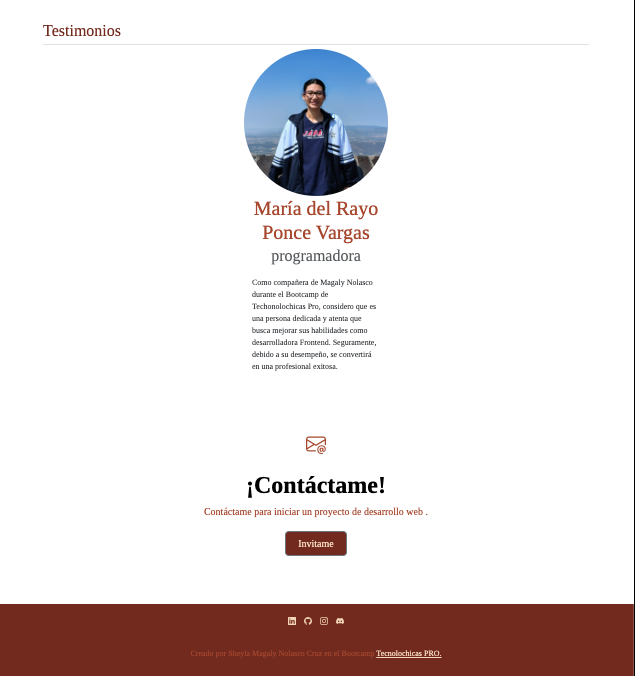 Testimonios
María del Rayo
Ponce Vargas
programadora
Como compañera de Magaly Nolasco
durante el Bootcamp de
Techonolochicas Pro, considero que es
una persona dedicada y atenta que
busca mejorar sus habilidades como
desarrolladora Frontend. Seguramente,
debido a su desempeño, se convertirá
en una profesional exitosa.
¡Contáctame!
Contáctame para iniciar un proyecto de desarrollo web .
Invitame
Creado por Sheyla Magaly Nolasco Cruz en el Bootcamp Tecnolochicas PRO.